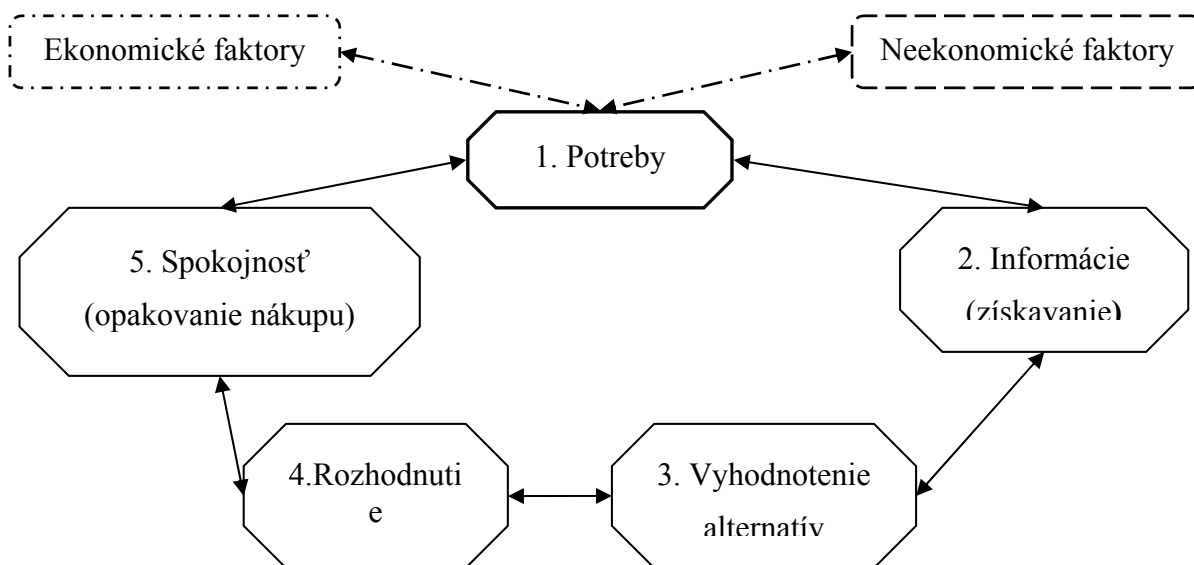 Ekonomické faktory
Neekonomické faktory
1. Potreby
5. Spokojnosť
(opakovanie nákupu)
2. Informácie
(získavanie)
4.Rozhodnuti
e
3. Vyhodnotenie
alternatív